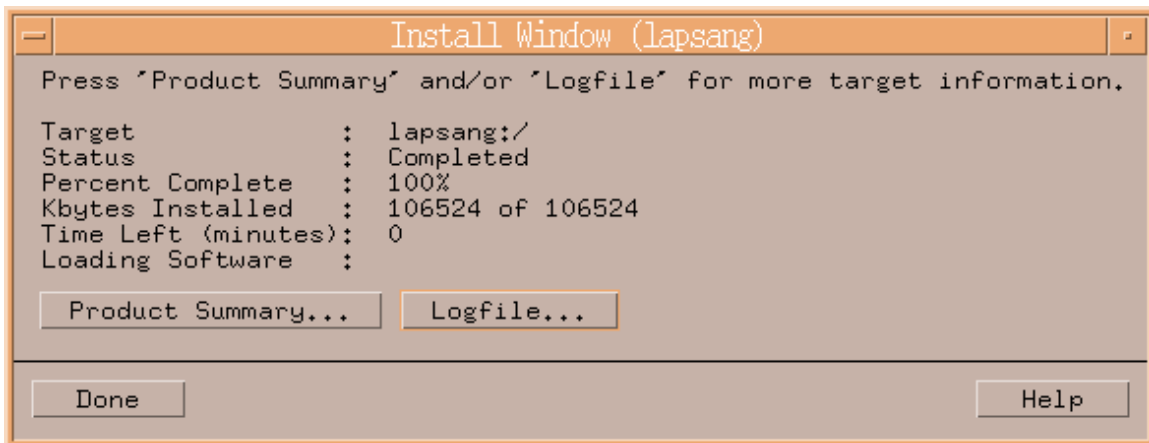 Install Window (lapsang)
Press ´Product Summary´ and/or ´Logfile´ for more target information.
Target : lapsang:/
Status : Completed
Percent Complete : 100%
Kbytes Installed : 106524 of 106524
Time Left (minutes): 0
Loading Software :
Product Summary... Logfile...
Done Help